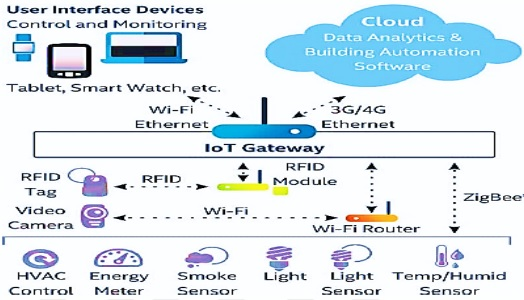 User Interface Devices
Control and Monitoring
Tablet, Smart Watch, etc.
Cloud
Data Analytics &
Building Automation
Software
Wi-Fi
Ethernet
3G/4G
Ethernet
IoT Gateway
RFID
Tag
RFID
RFID
Module
Video
Camera
Wi-Fi
Wi-Fi Router
ZigBee
HVAC
Control
Energy
Meter
Smoke
Sensor
Light
Light
Sensor
Temp/Humid
Sensor